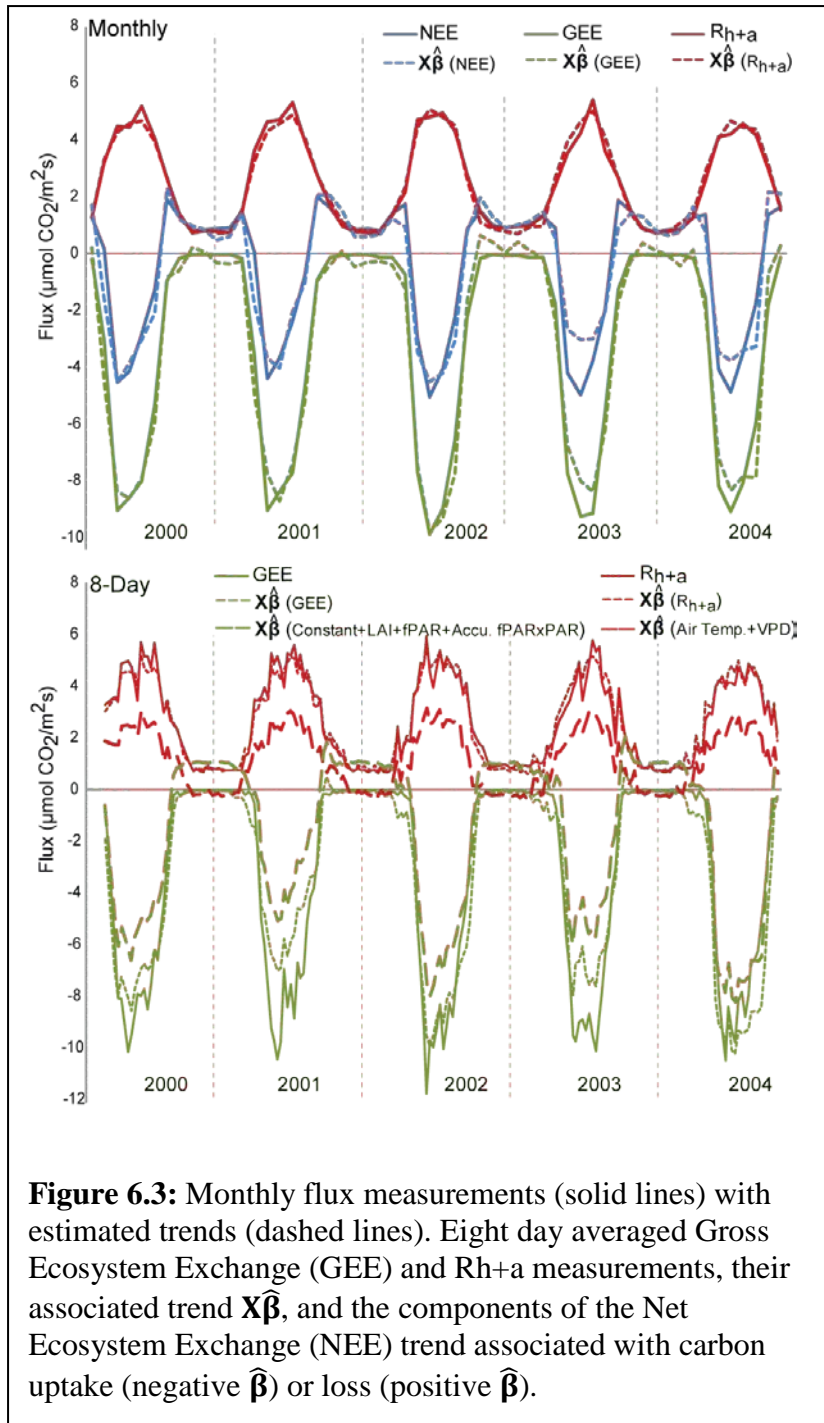 Monthly
NEE GEE Rh+a
Xβ̂ (NEE) Xβ̂ (GEE) Xβ̂ (Rh+a)
8
6
4
2
0
-2
-4
-6
-8
-10
Flux (μmol CO2/m2s)
2000 2001 2002 2003 2004
8-Day
GEE Rh+a
Xβ̂ (GEE) Xβ̂ (Rh+a)
Xβ̂ (Constant+LAI+fPAR+Accu. fPARxPAR) Xβ̂ (Air Temp.+VPD)
8
6
4
2
0
-2
-4
-6
-8
-10
-12
Flux (μmol CO2/m2s)
2000 2001 2002 2003 2004
Figure 6.3: Monthly flux measurements (solid lines) with
estimated trends (dashed lines). Eight day averaged Gross
Ecosystem Exchange (GEE) and Rh+a measurements, their
associated trend Xβ̂, and the components of the Net
Ecosystem Exchange (NEE) trend associated with carbon
uptake (negative β̂) or loss (positive β̂).